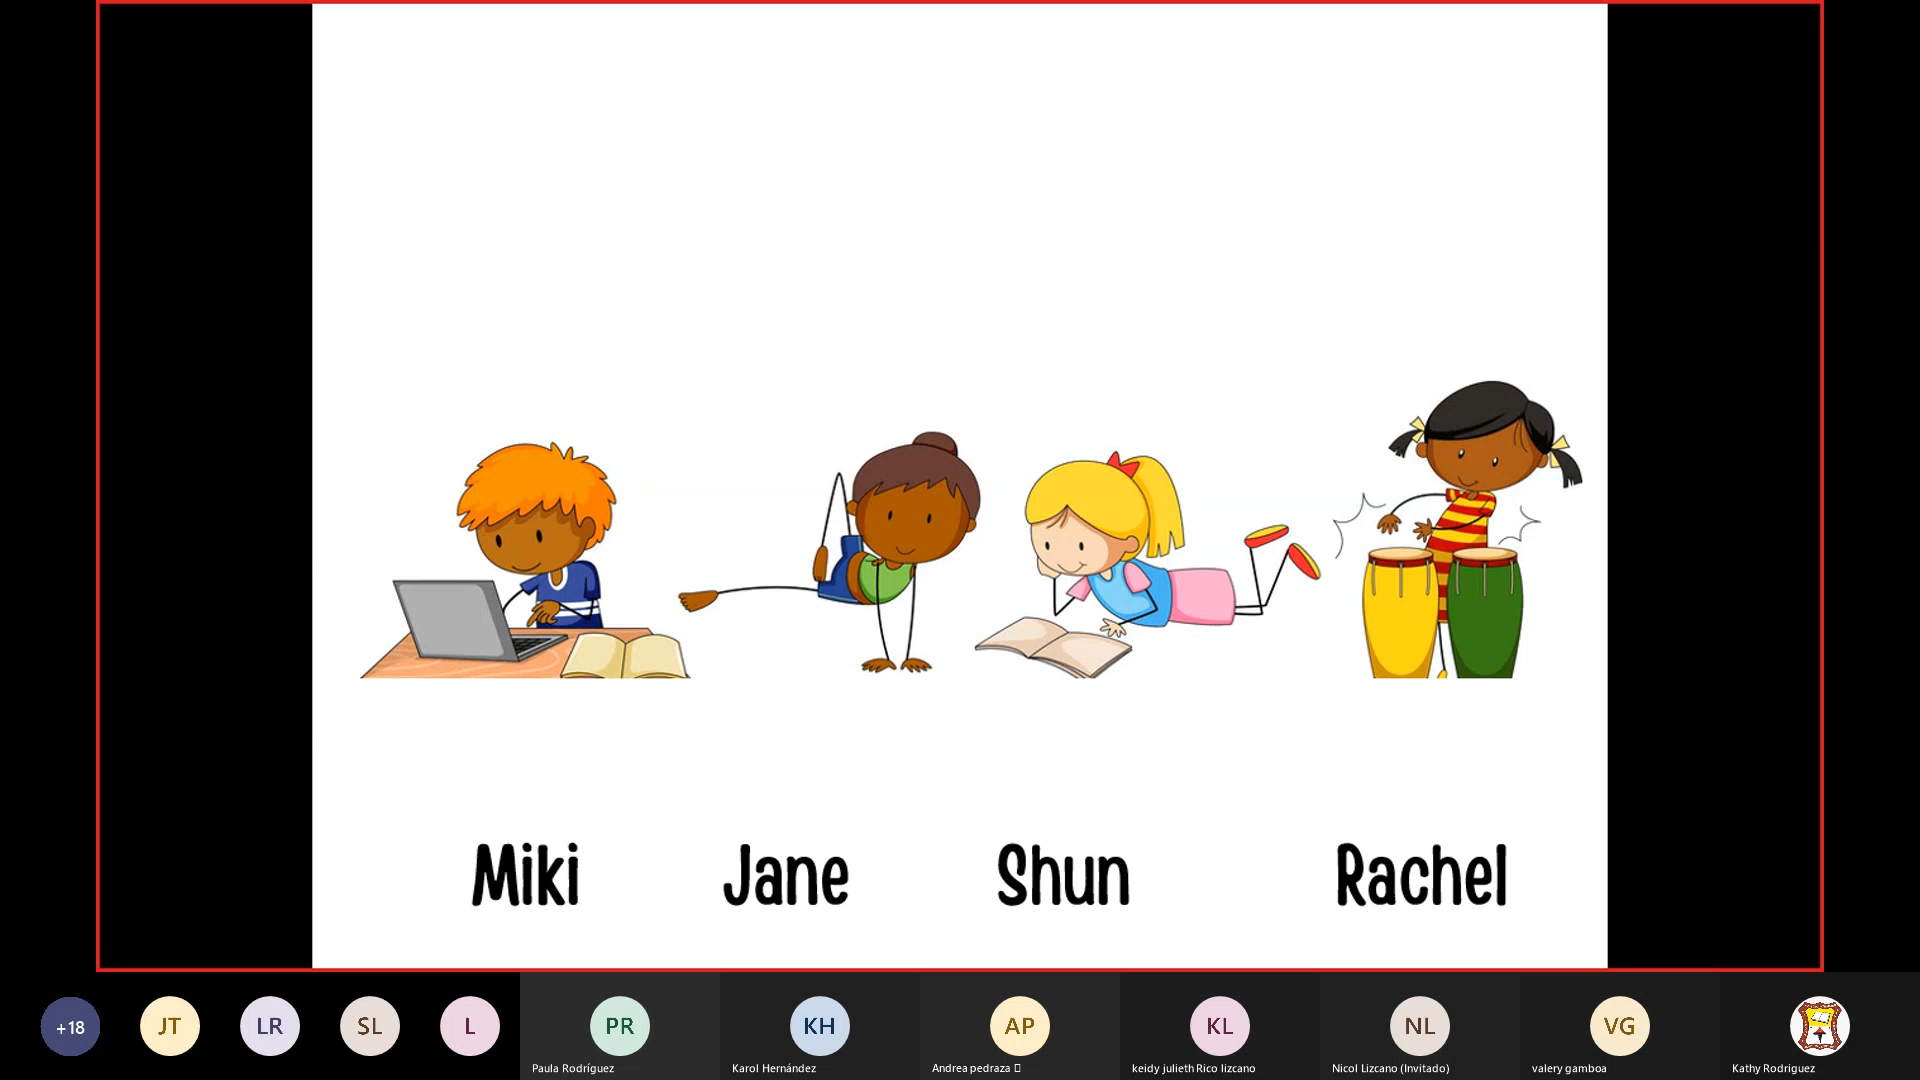 Miki Jane Shun Rachel
+18 JT LR SL L PR KH AP KL NL VG
Paula Rodríguez Karol Hernández Andrea pedraza keidy julieth Rico lizcano Nicol Lizcano (Invitado) valery gamboa Kathy Rodriguez